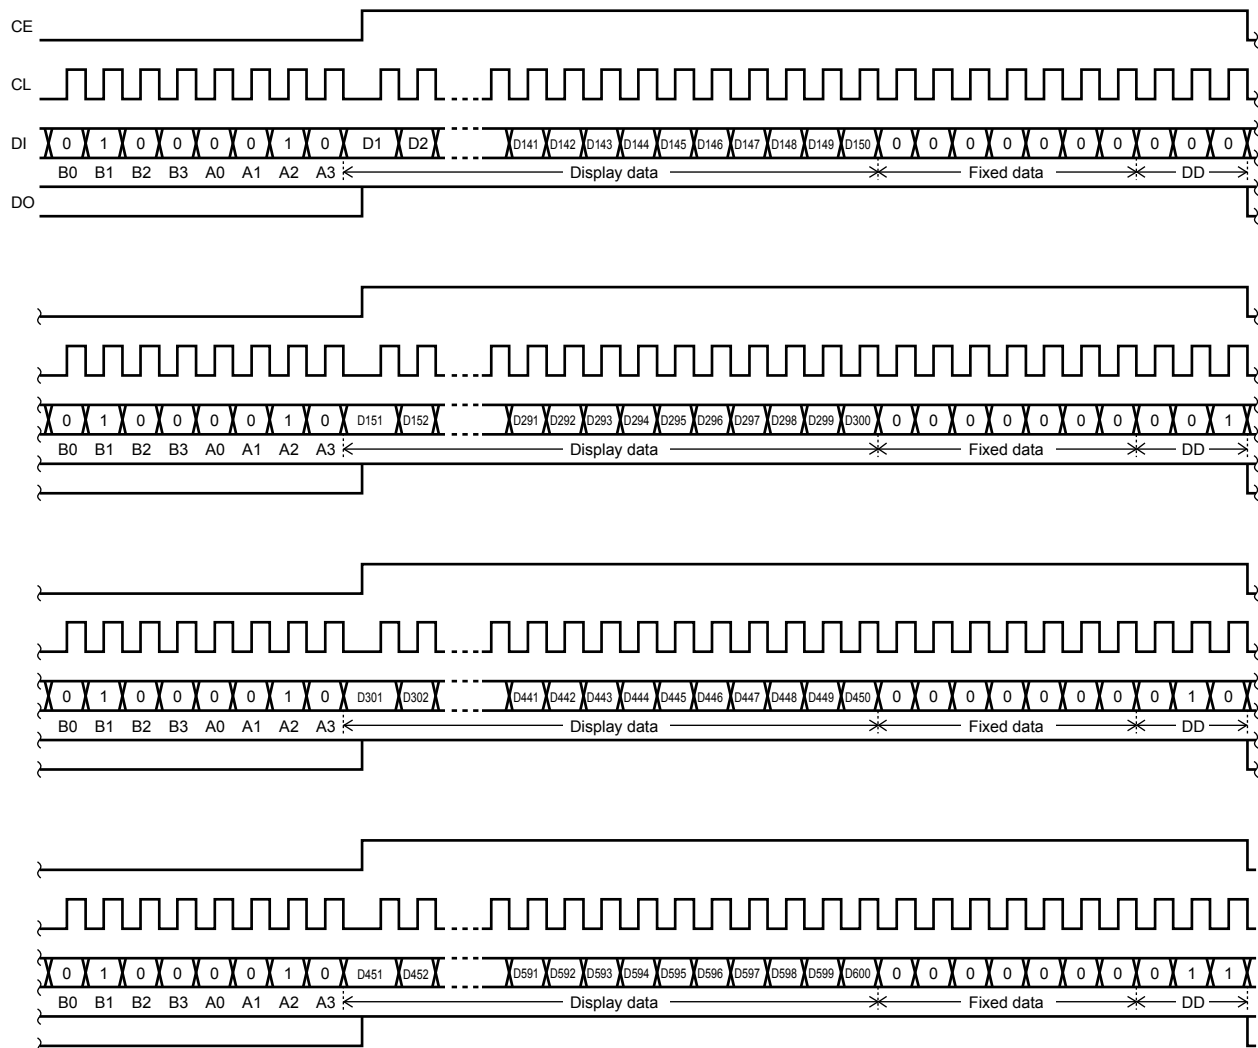 CE
CL
DI 0 1 0 0 0 0 1 0 D1 D2 D141 D142 D143 D144 D145 D146 D147 D148 D149 D150 0 0 0 0 0 0 0 0 0 0
B0 B1 B2 B3 A0 A1 A2 A3 Display data Fixed data DD
DO
0 1 0 0 0 0 1 0 D151 D152 D291 D292 D293 D294 D295 D296 D297 D298 D299 D300 0 0 0 0 0 0 0 0 0 1
B0 B1 B2 B3 A0 A1 A2 A3 Display data Fixed data DD
0 1 0 0 0 0 1 0 D301 D302 D441 D442 D443 D444 D445 D446 D447 D448 D449 D450 0 0 0 0 0 0 0 0 1 0
B0 B1 B2 B3 A0 A1 A2 A3 Display data Fixed data DD
0 1 0 0 0 0 1 0 D451 D452 D591 D592 D593 D594 D595 D596 D597 D598 D599 D600 0 0 0 0 0 0 0 0 1 1
B0 B1 B2 B3 A0 A1 A2 A3 Display data Fixed data DD